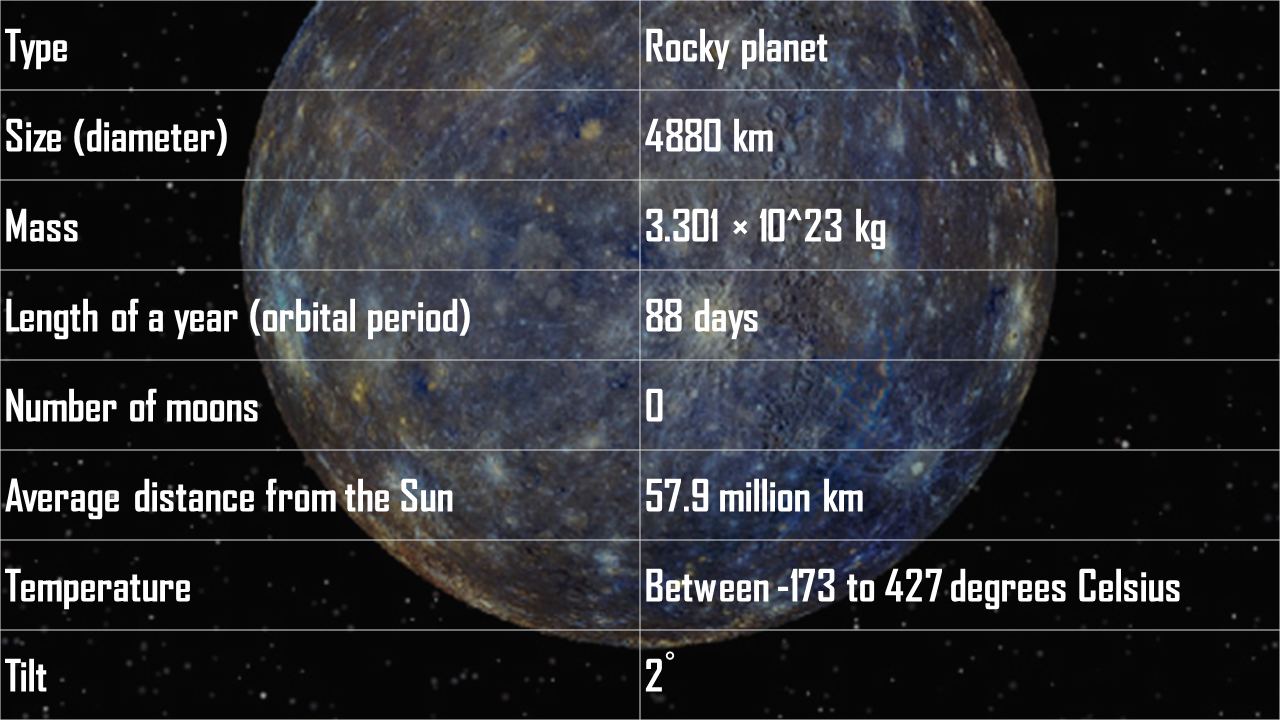 Type Rocky planet
Size (diameter) 4880 km
Mass 3.301 × 10^23 kg
Length of a year (orbital period) 88 days
Number of moons 0
Average distance from the Sun 57.9 million km
Temperature Between -173 to 427 degrees Celsius
Tilt 2°